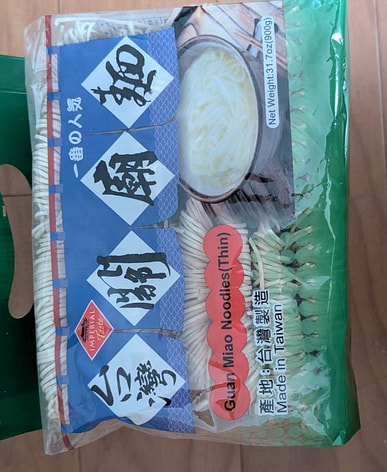 一番の人気
台灣關廟麵
IMPERIAL
Taste
Net Weight:31.7oz(900g)
Guan Miao Noodles(Thin)
產地:台灣製造
Made in Taiwan